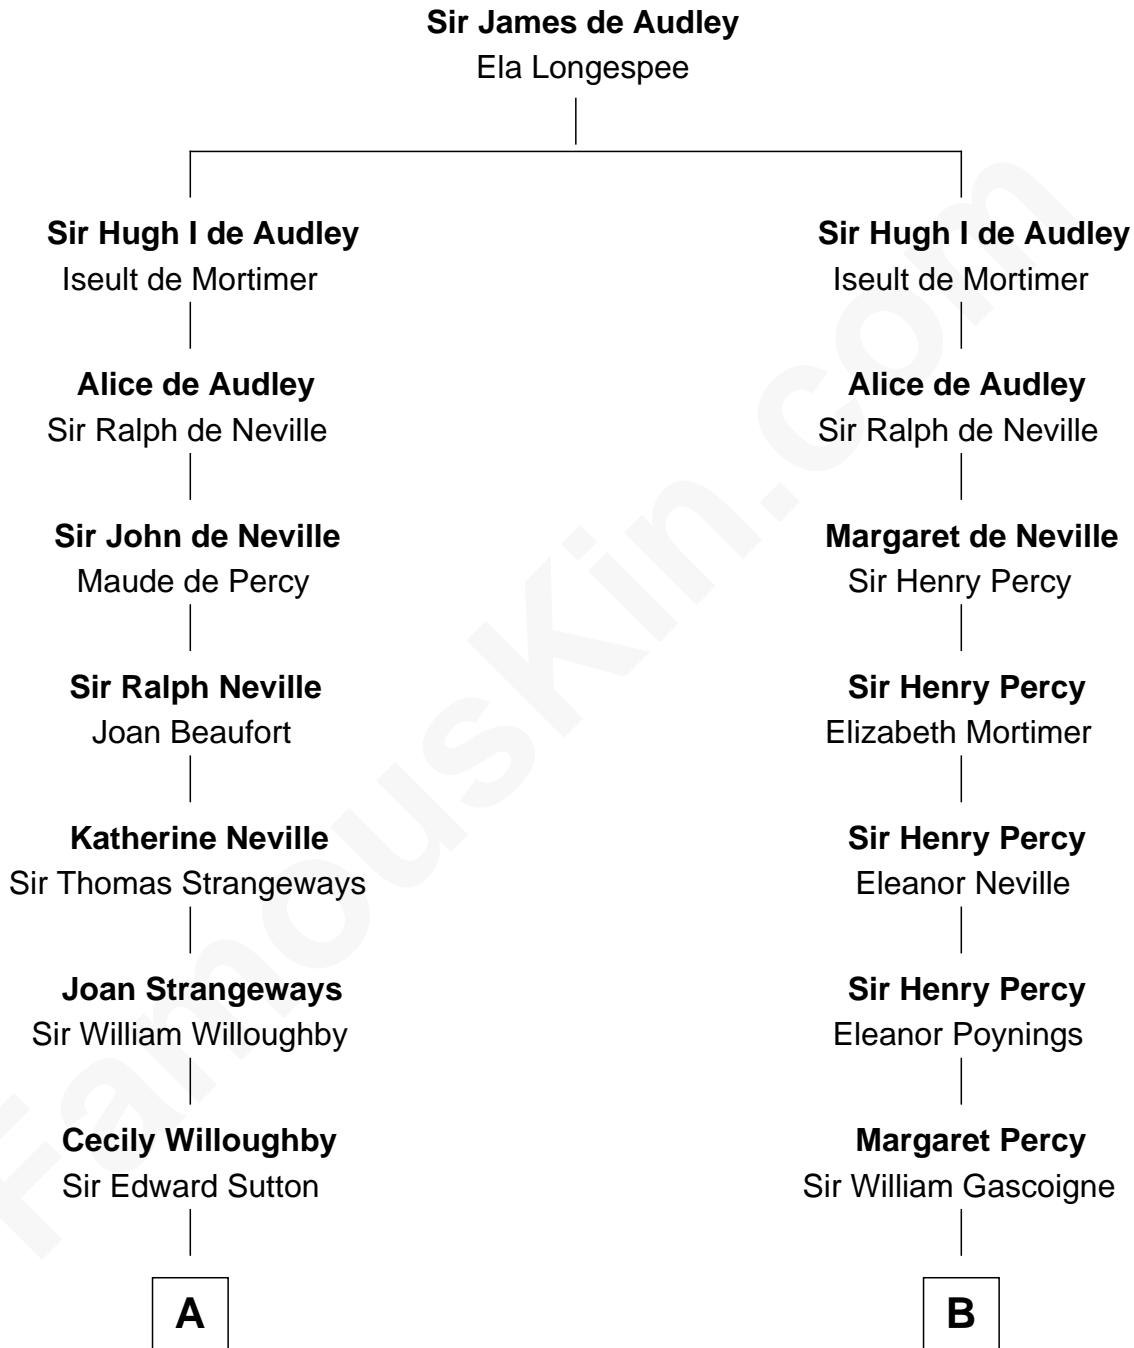 Sir James de Audley
Ela Longespee
Sir Hugh I de Audley
Iseult de Mortimer
Alice de Audley
Sir Ralph de Neville
Sir John de Neville
Maude de Percy
Sir Ralph Neville
Joan Beaufort
Katherine Neville
Sir Thomas Strangeways
Joan Strangeways
Sir William Willoughby
Cecily Willoughby
Sir Edward Sutton
A
Sir Hugh I de Audley
Iseult de Mortimer
Alice de Audley
Sir Ralph de Neville
Margaret de Neville
Sir Henry Percy
Sir Henry Percy
Elizabeth Mortimer
Sir Henry Percy
Eleanor Neville
Sir Henry Percy
Eleanor Poynings
Margaret Percy
Sir William Gascoigne
B
FamousKin.com